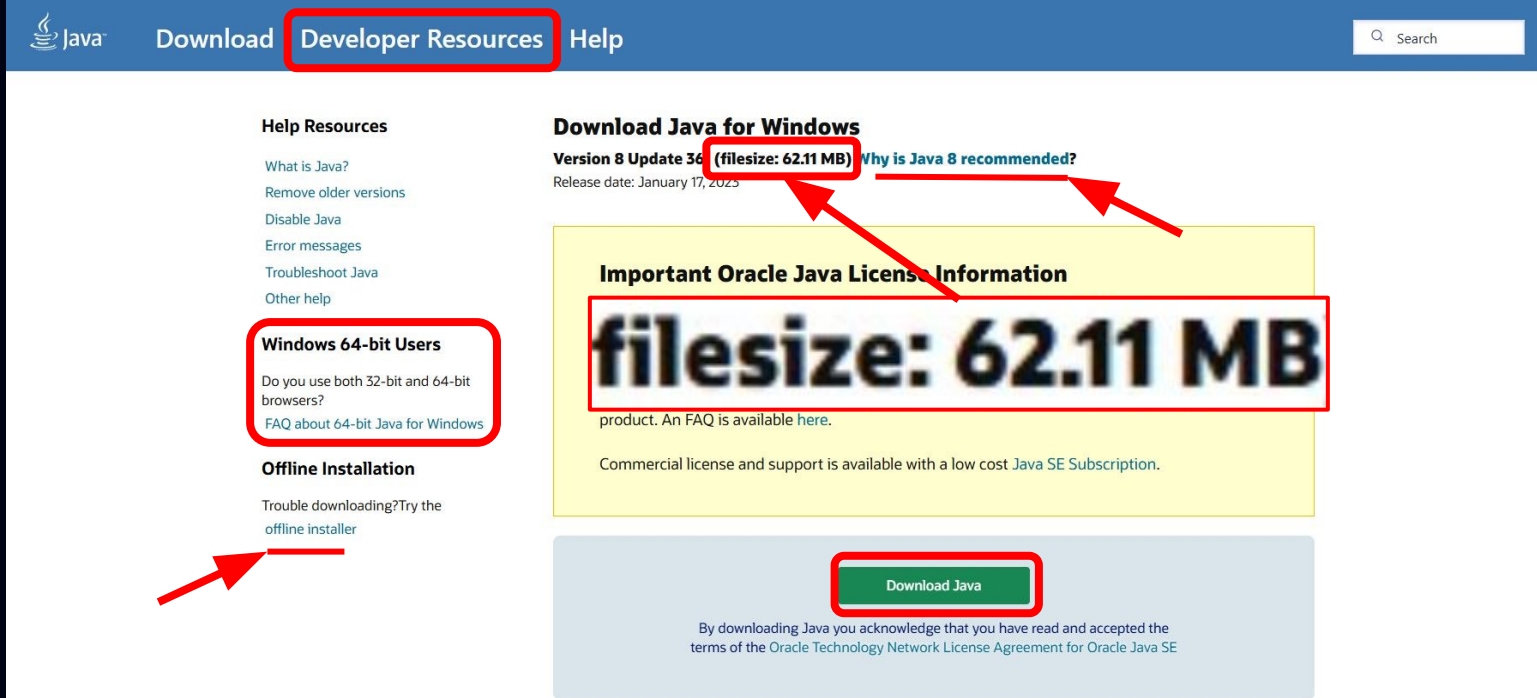 Java
Download Developer Resources Help
Search
Help Resources
What is Java?
Remove older versions
Disable Java
Error messages
Troubleshoot Java
Other help
Windows 64-bit Users
Do you use both 32-bit and 64-bit
browsers?
FAQ about 64-bit Java for Windows
Offline Installation
Trouble downloading?Try the
offline installer
Download Java for Windows
Version 8 Update (filesize: 62.11 MB) Why is Java 8 recommended?
Release date: January 17, 2023
Important Oracle Java License Information
filesize: 62.11 MB
product. An FAQ is available here.
Commercial license and support is available with a low cost Java SE Subscription.
Download Java
By downloading Java you acknowledge that you have read and accepted the
terms of the Oracle Technology Network License Agreement for Oracle Java SE